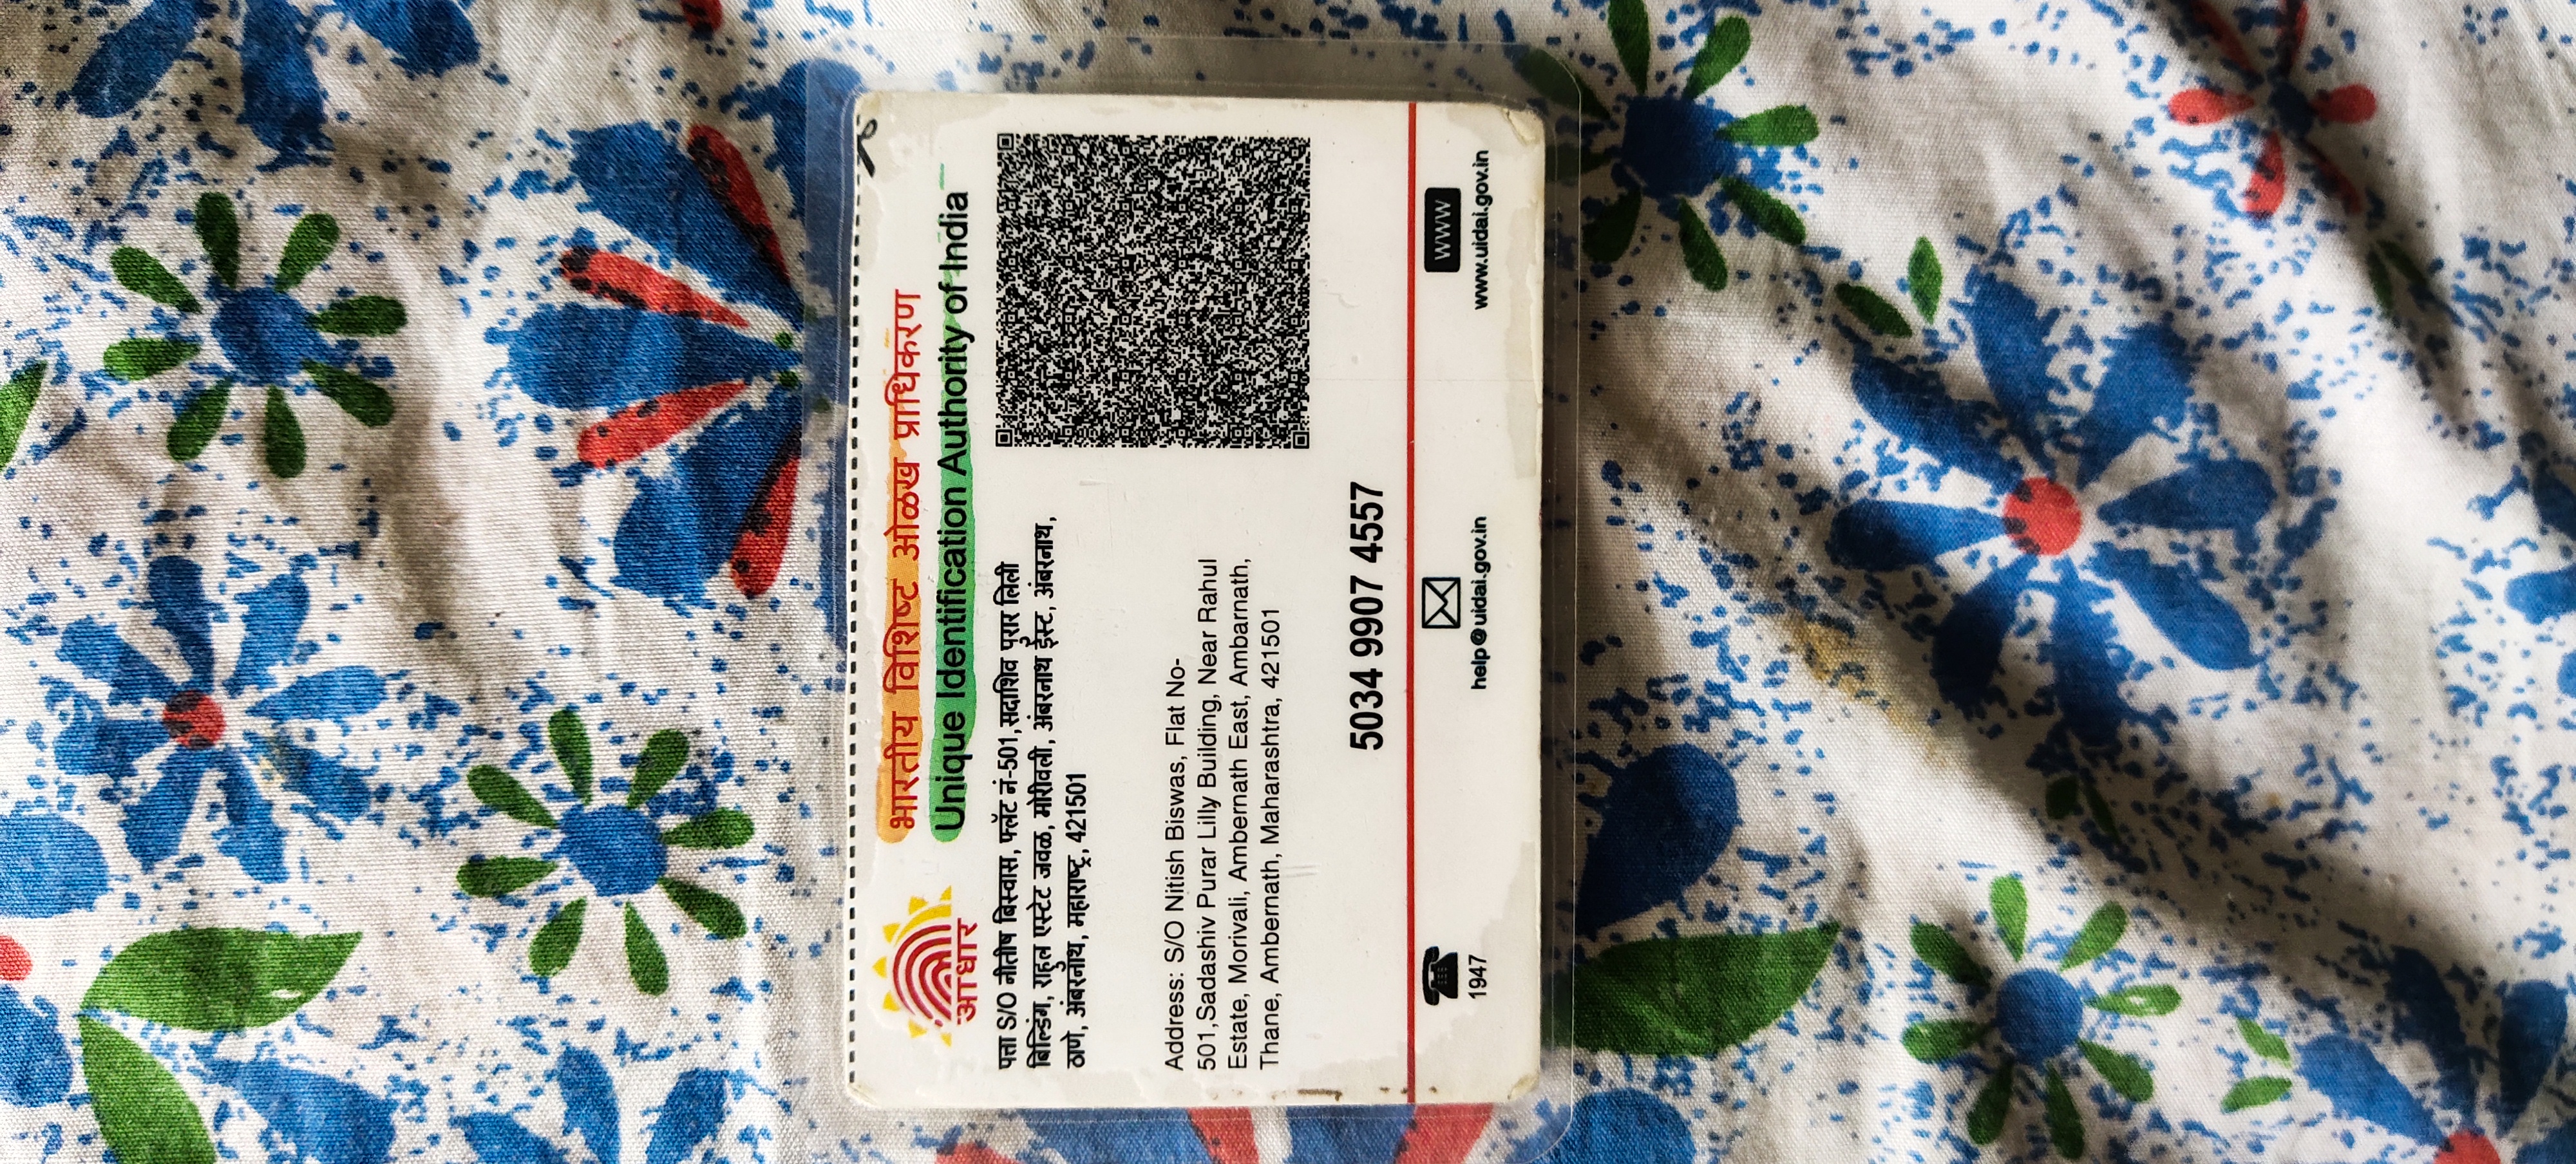 भारतीय विशिष्ट ओळख प्राधिकरण
Unique Identification Authority of India
आधार
पत्ता S/O नीतीष बिस्वास, फ्लॅट नं-501,सदाशिव पुरार लिली
बिल्डिंग, राहुल एस्टेट जवळ, मोरीवली, अंबरनाथ ईस्ट, अंबरनाथ,
ठाणे, अंबरनाथ, महाराष्ट्र, 421501
Address: S/O Nitish Biswas, Flat No-
501,Sadashiv Purar Lilly Building, Near Rahul
Estate, Morivali, Ambernath East, Ambarnath,
Thane, Ambernath, Maharashtra, 421501
5034 9907 4557
1947
help@uidai.gov.in
WWW
www.uidai.gov.in